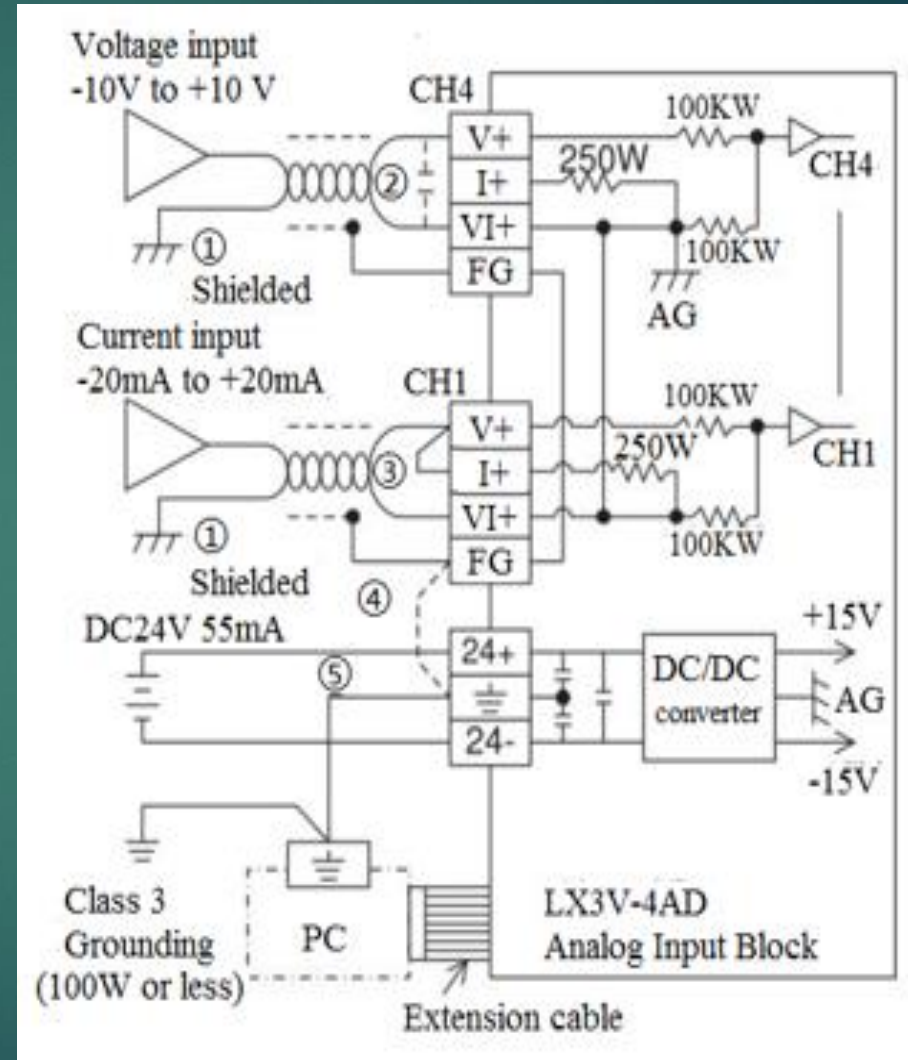 Voltage input
-10V to +10 V
CH4
V+
I+
VI+
FG
100KW
250W
100KW
CH4
AG
②
①
Shielded
Current input
-20mA to +20mA
CH1
V+
I+
VI+
FG
100KW
250W
100KW
CH1
③
①
Shielded
④
DC24V 55mA
⑤
24+
24-
DC/DC
converter
+15V
AG
-15V
Class 3
Grounding
(100W or less)
PC
LX3V-4AD
Analog Input Block
Extension cable